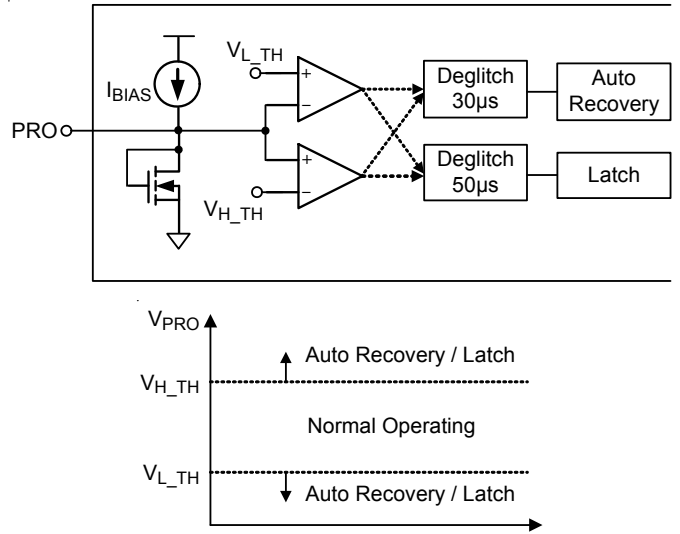 V_L_TH
I_BIAS
PRO
+
−
+
−
V_H_TH
Deglitch
30μs
Auto
Recovery
Deglitch
50μs
Latch
V_PRO
V_H_TH
V_L_TH
Auto Recovery / Latch
Normal Operating
Auto Recovery / Latch